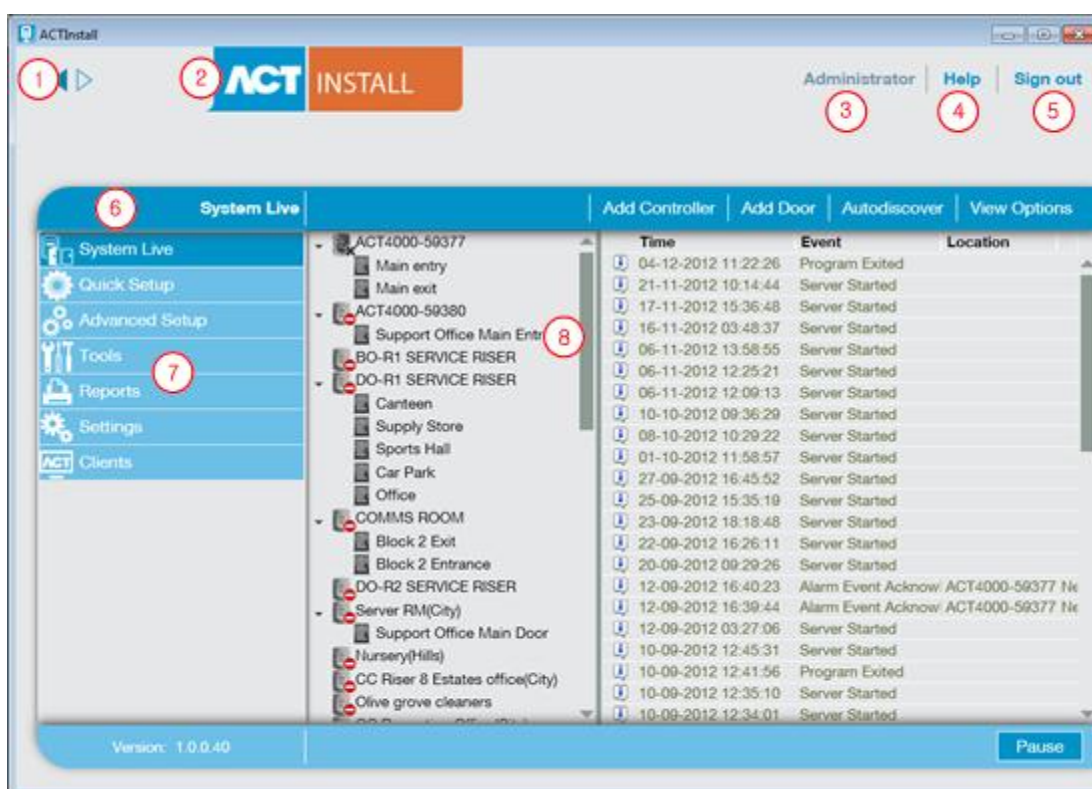 ACTInstall
1
2
ACT INSTALL
Administrator Help Sign out
3 4 5
6 System Live Add Controller Add Door Autodiscover View Options
System Live
Quick Setup
Advanced Setup
Tools
7
Reports
Settings
ACT Clients
ACT4000-59377
Main entry
Main exit
ACT4000-59380
Support Office Main Entr
8
BO-R1 SERVICE RISER
DO-R1 SERVICE RISER
Canteen
Supply Store
Sports Hall
Car Park
Office
COMMS ROOM
Block 2 Exit
Block 2 Entrance
DO-R2 SERVICE RISER
Server RM(City)
Support Office Main Door
Nursery(Hills)
CC Riser 8 Estates office(City)
Olive grove cleaners
Time Event Location
04-12-2012 11:22:26 Program Exited
21-11-2012 10:14:44 Server Started
17-11-2012 15:36:48 Server Started
16-11-2012 03:48:37 Server Started
06-11-2012 13:58:55 Server Started
06-11-2012 12:25:21 Server Started
06-11-2012 12:09:13 Server Started
10-10-2012 09:36:29 Server Started
08-10-2012 10:29:22 Server Started
01-10-2012 11:58:57 Server Started
27-09-2012 16:45:52 Server Started
25-09-2012 15:35:19 Server Started
23-09-2012 18:18:48 Server Started
22-09-2012 16:26:11 Server Started
20-09-2012 09:29:26 Server Started
12-09-2012 16:40:23 Alarm Event Acknow ACT4000-59377 Ne
12-09-2012 16:39:44 Alarm Event Acknow ACT4000-59377 Ne
12-09-2012 03:27:06 Server Started
10-09-2012 12:45:31 Server Started
10-09-2012 12:41:56 Program Exited
10-09-2012 12:35:10 Server Started
10-09-2012 12:34:01 Server Started
Version: 1.0.0.40 Pause